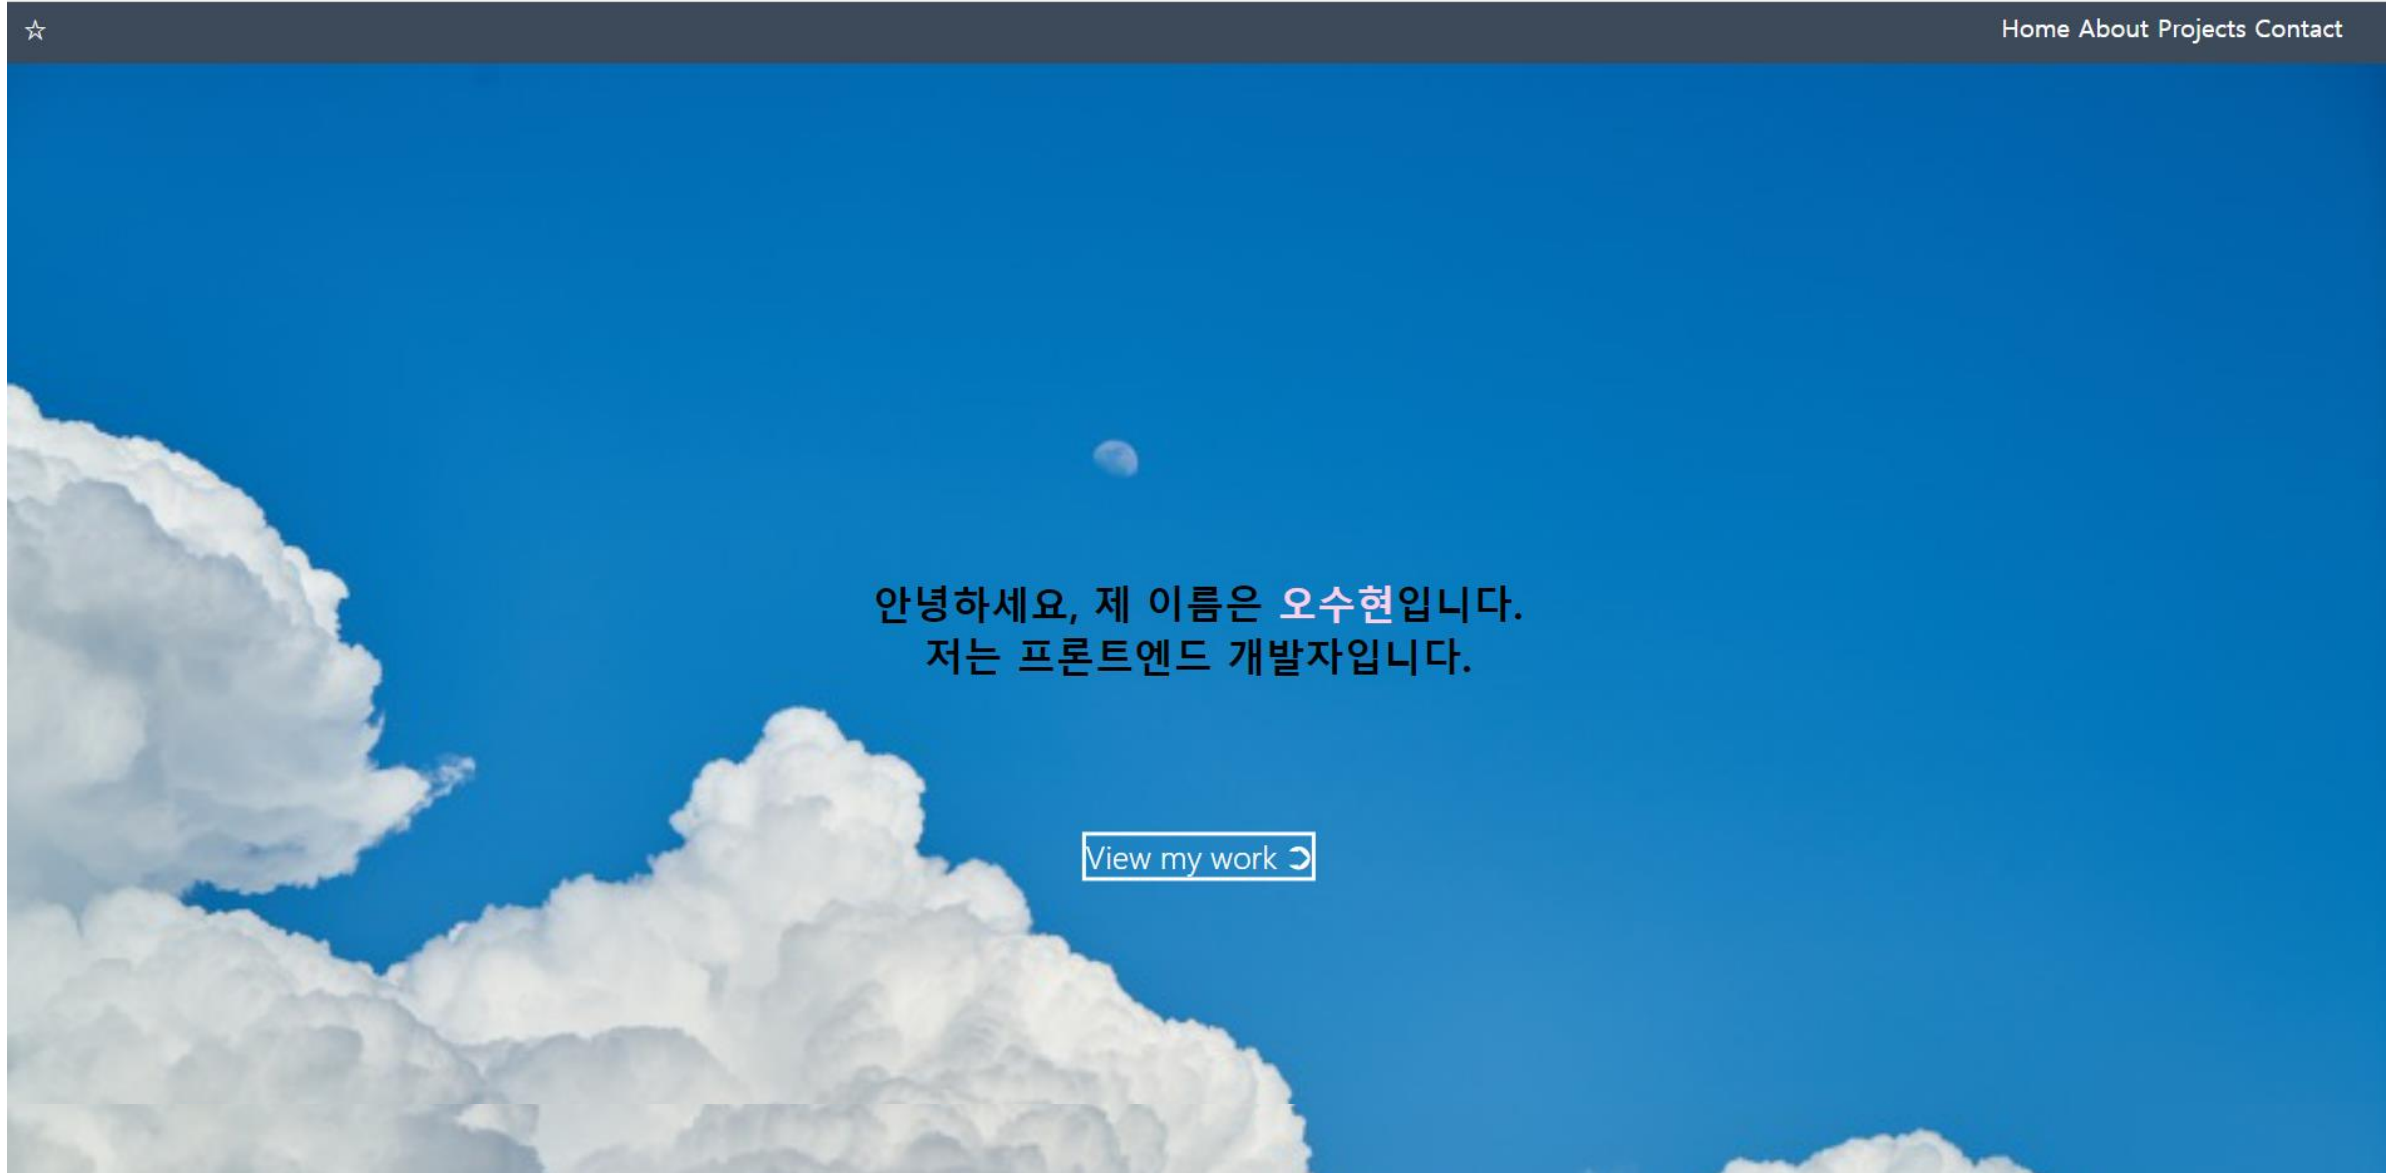 ☆
Home About Projects Contact
안녕하세요, 제 이름은 오수현입니다.
저는 프론트엔드 개발자입니다.
View my work ➲